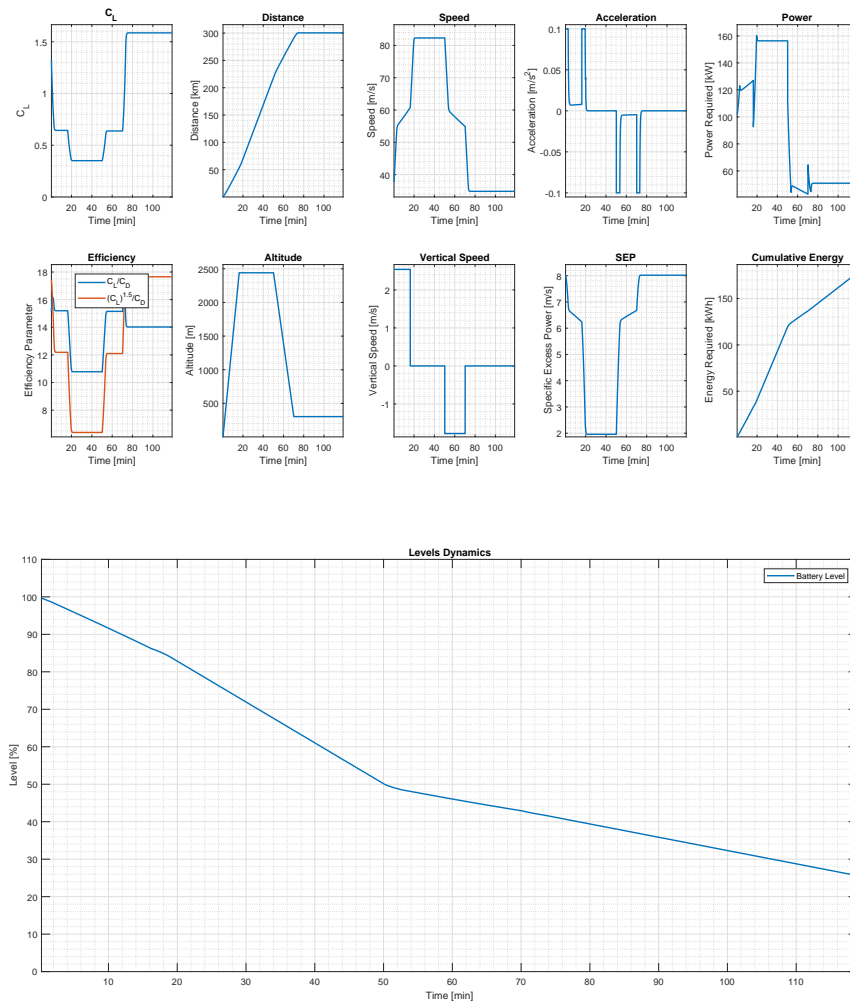 C_L
1.5
1
0.5
0
C_L
20 40 60 80 100
Time [min]
Distance
300
250
200
150
100
50
Distance [km]
20 40 60 80 100
Time [min]
Speed
80
60
40
Speed [m/s]
20 40 60 80 100
Time [min]
Acceleration
0.1
0.05
0
-0.05
-0.1
Acceleration [m/s²]
20 40 60 80 100
Time [min]
Power
160
140
120
100
80
60
Power Required [kW]
20 40 60 80 100
Time [min]
Efficiency
C_L/C_D
(C_L)^1.5/C_D
18
16
14
12
10
8
Efficiency Parameter
20 40 60 80 100
Time [min]
Altitude
2500
2000
1500
1000
500
Altitude [m]
20 40 60 80 100
Time [min]
Vertical Speed
2
1
0
-1
Vertical Speed [m/s]
20 40 60 80 100
Time [min]
SEP
8
7
6
5
4
3
2
Specific Excess Power [m/s]
20 40 60 80 100
Time [min]
Cumulative Energy
150
100
50
Energy Required [kWh]
20 40 60 80 100
Time [min]
Levels Dynamics
Battery Level
110
100
90
80
70
60
50
40
30
20
10
0
Level [%]
10 20 30 40 50 60 70 80 90 100 110
Time [min]